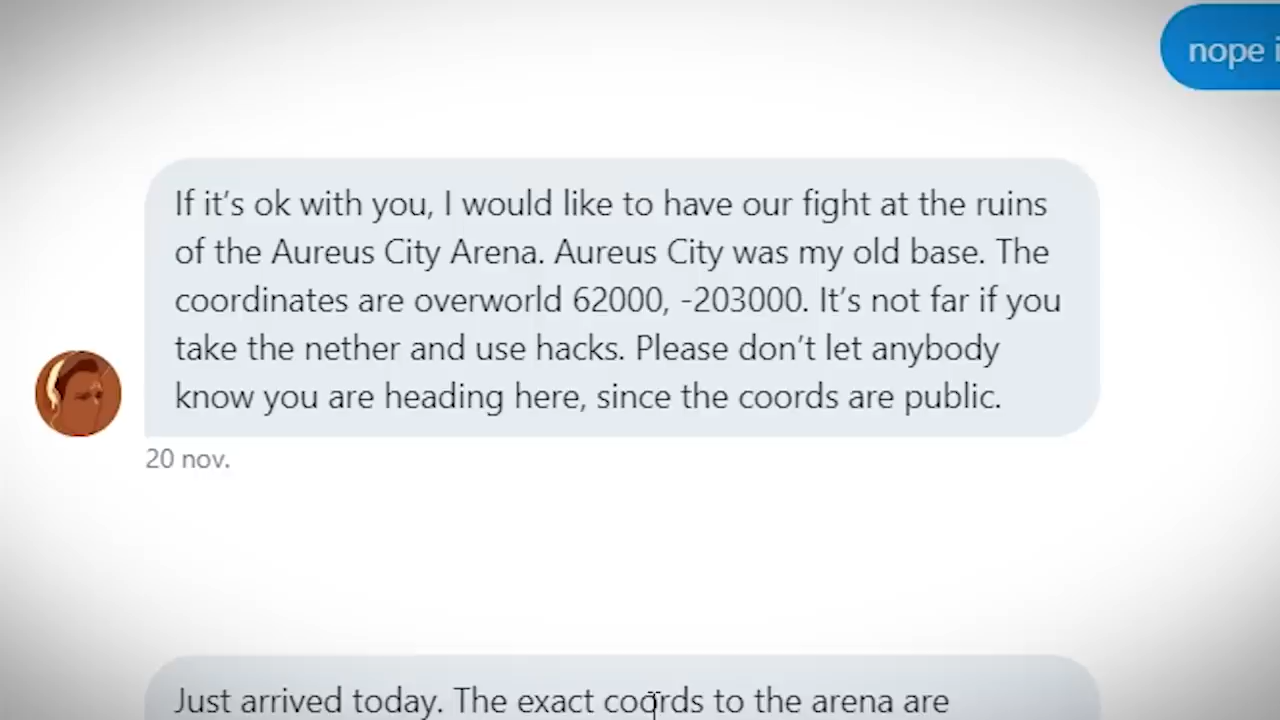 nope
If it's ok with you, I would like to have our fight at the ruins
of the Aureus City Arena. Aureus City was my old base. The
coordinates are overworld 62000, -203000. It's not far if you
take the nether and use hacks. Please don't let anybody
know you are heading here, since the coords are public.
20 nov.
Just arrived today. The exact coords to the arena are